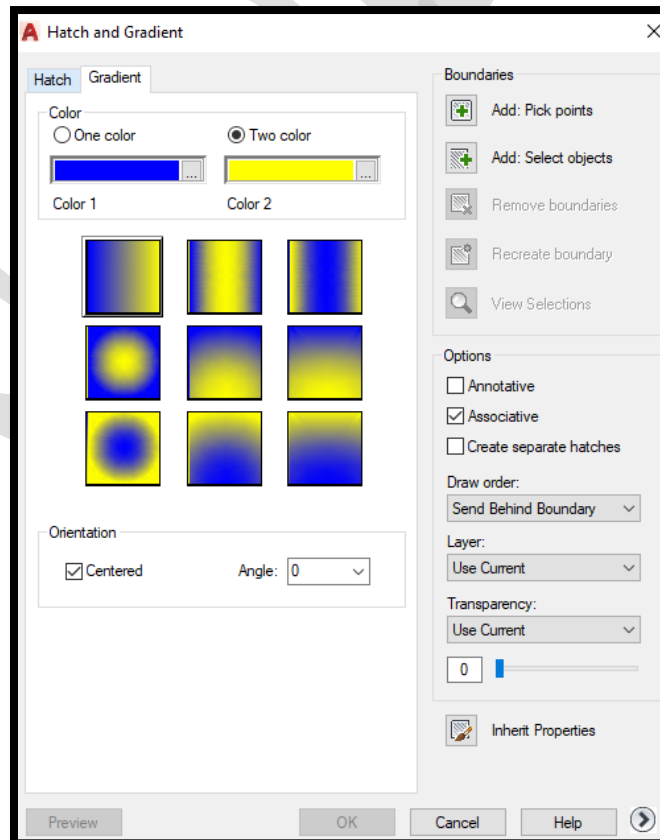 A Hatch and Gradient
Hatch Gradient
Color
One color Two color
... ...
Color 1 Color 2
Orientation
Centered Angle: 0
Boundaries
Add: Pick points
Add: Select objects
Remove boundaries
Recreate boundary
View Selections
Options
Annotative
Associative
Create separate hatches
Draw order:
Send Behind Boundary
Layer:
Use Current
Transparency:
Use Current
0
Inherit Properties
Preview OK Cancel Help